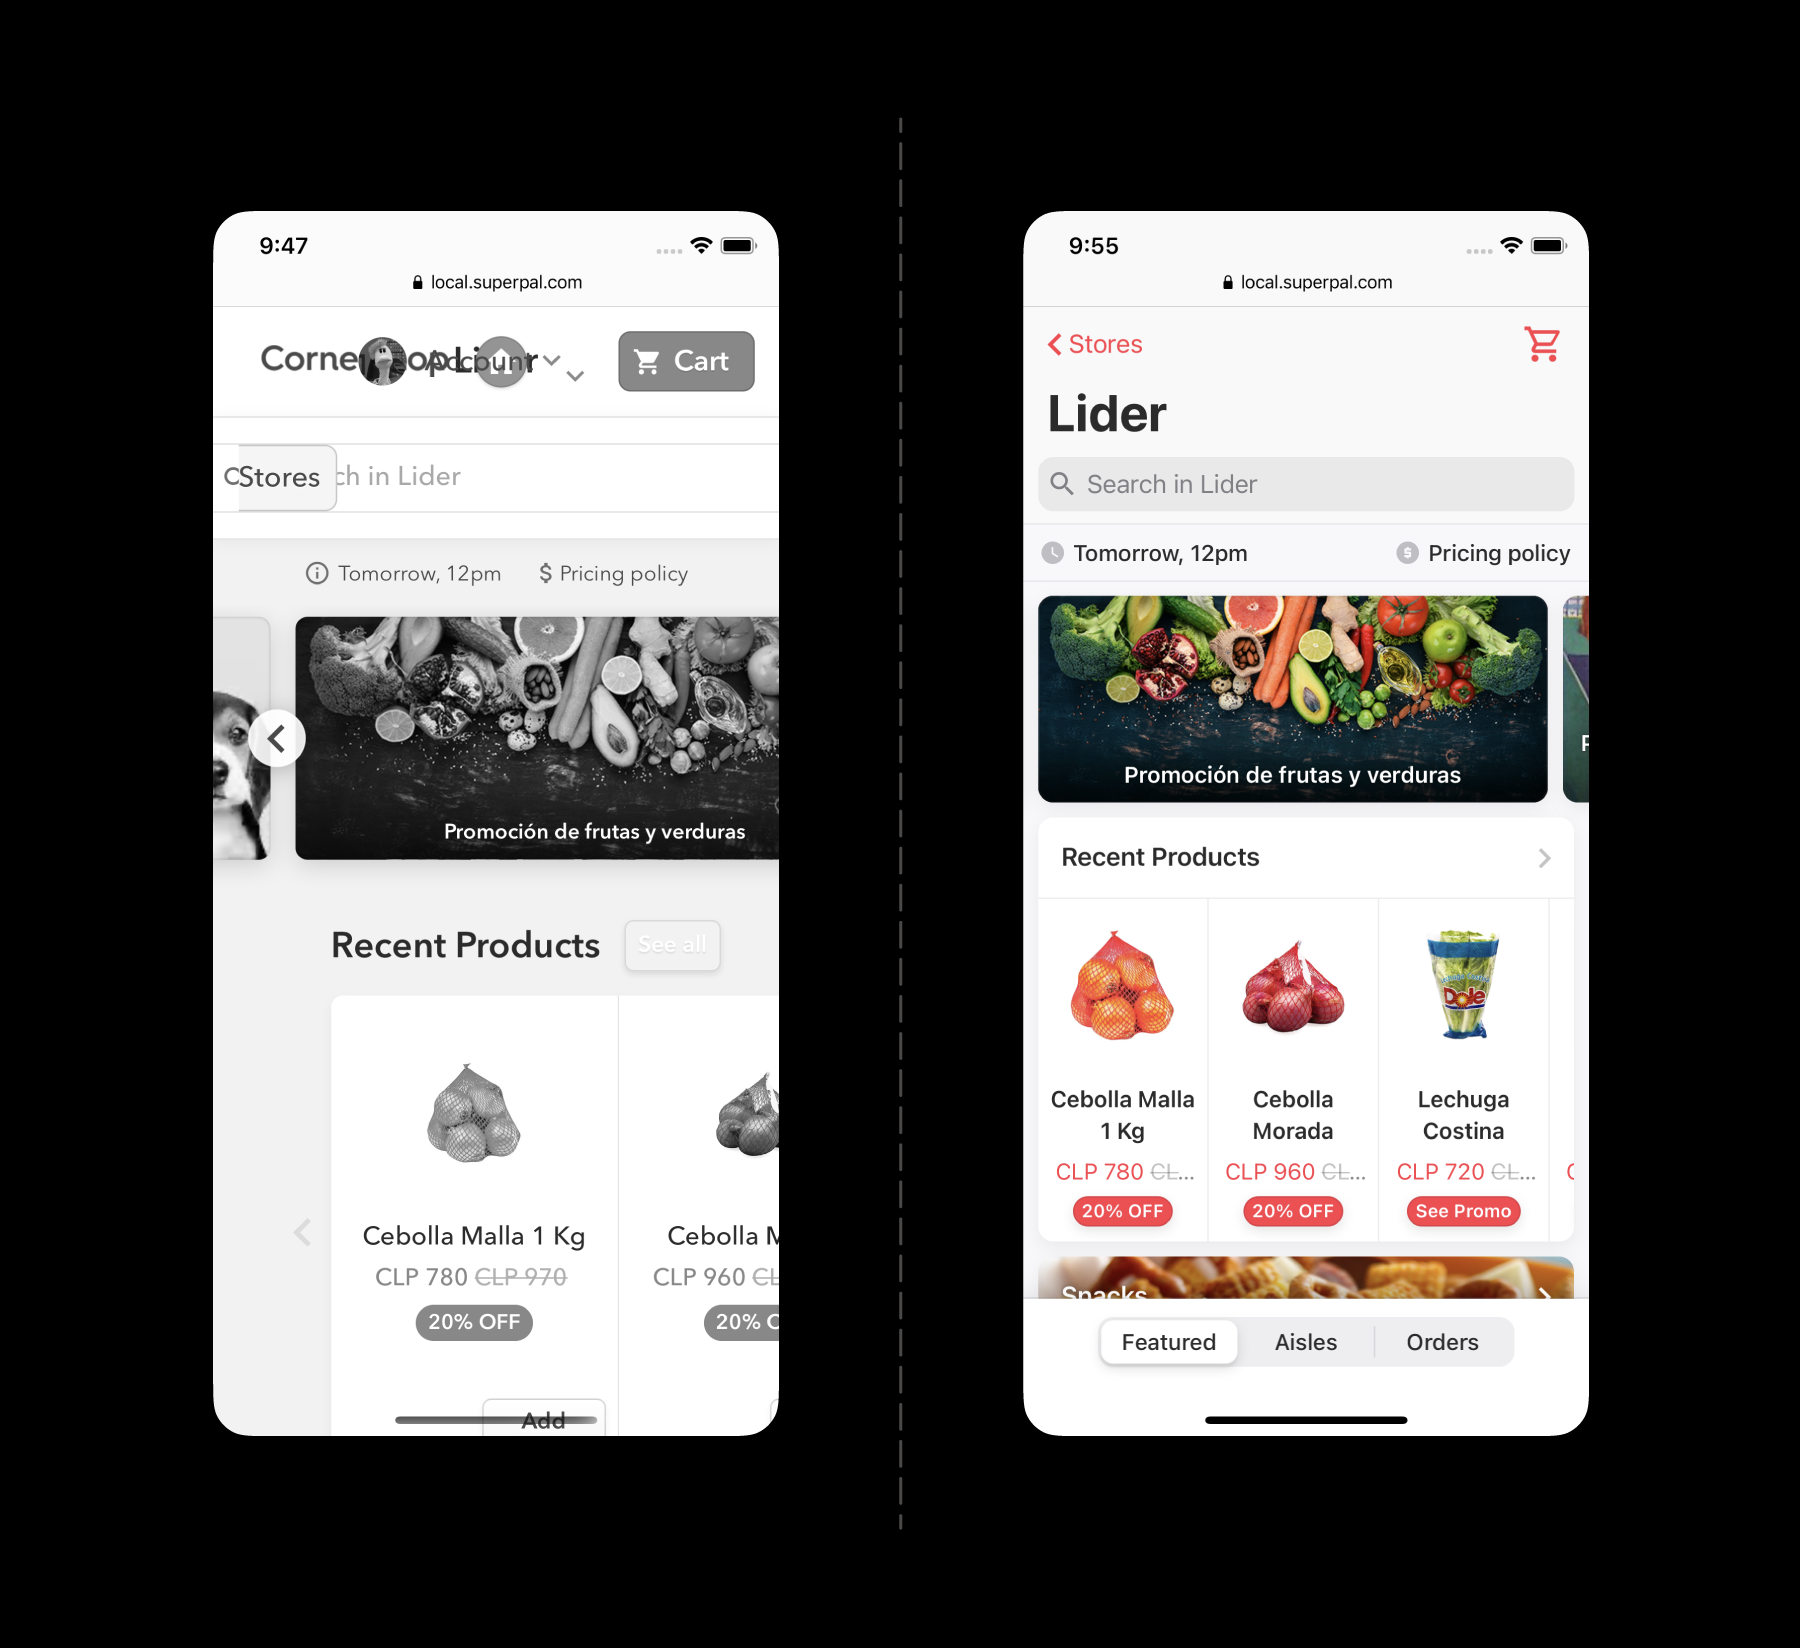 9:47
local.superpal.com
Corne
op Li
Account
r
Cart
Stores
ch in Lider
Tomorrow, 12pm
$ Pricing policy
Promoción de frutas y verduras
Recent Products
See all
Cebolla Malla 1 Kg
CLP 780 CLP 970
20% OFF
Cebolla M
CLP 960 CL
20% O
Add
9:55
local.superpal.com
Stores
Lider
Search in Lider
Tomorrow, 12pm
$ Pricing policy
Promoción de frutas y verduras
P
Recent Products
Dole
Cebolla Malla
1 Kg
CLP 780 CL...
20% OFF
Cebolla
Morada
CLP 960 CL...
20% OFF
Lechuga
Costina
CLP 720 CL...
See Promo
C
Snacks
Featured
Aisles
Orders